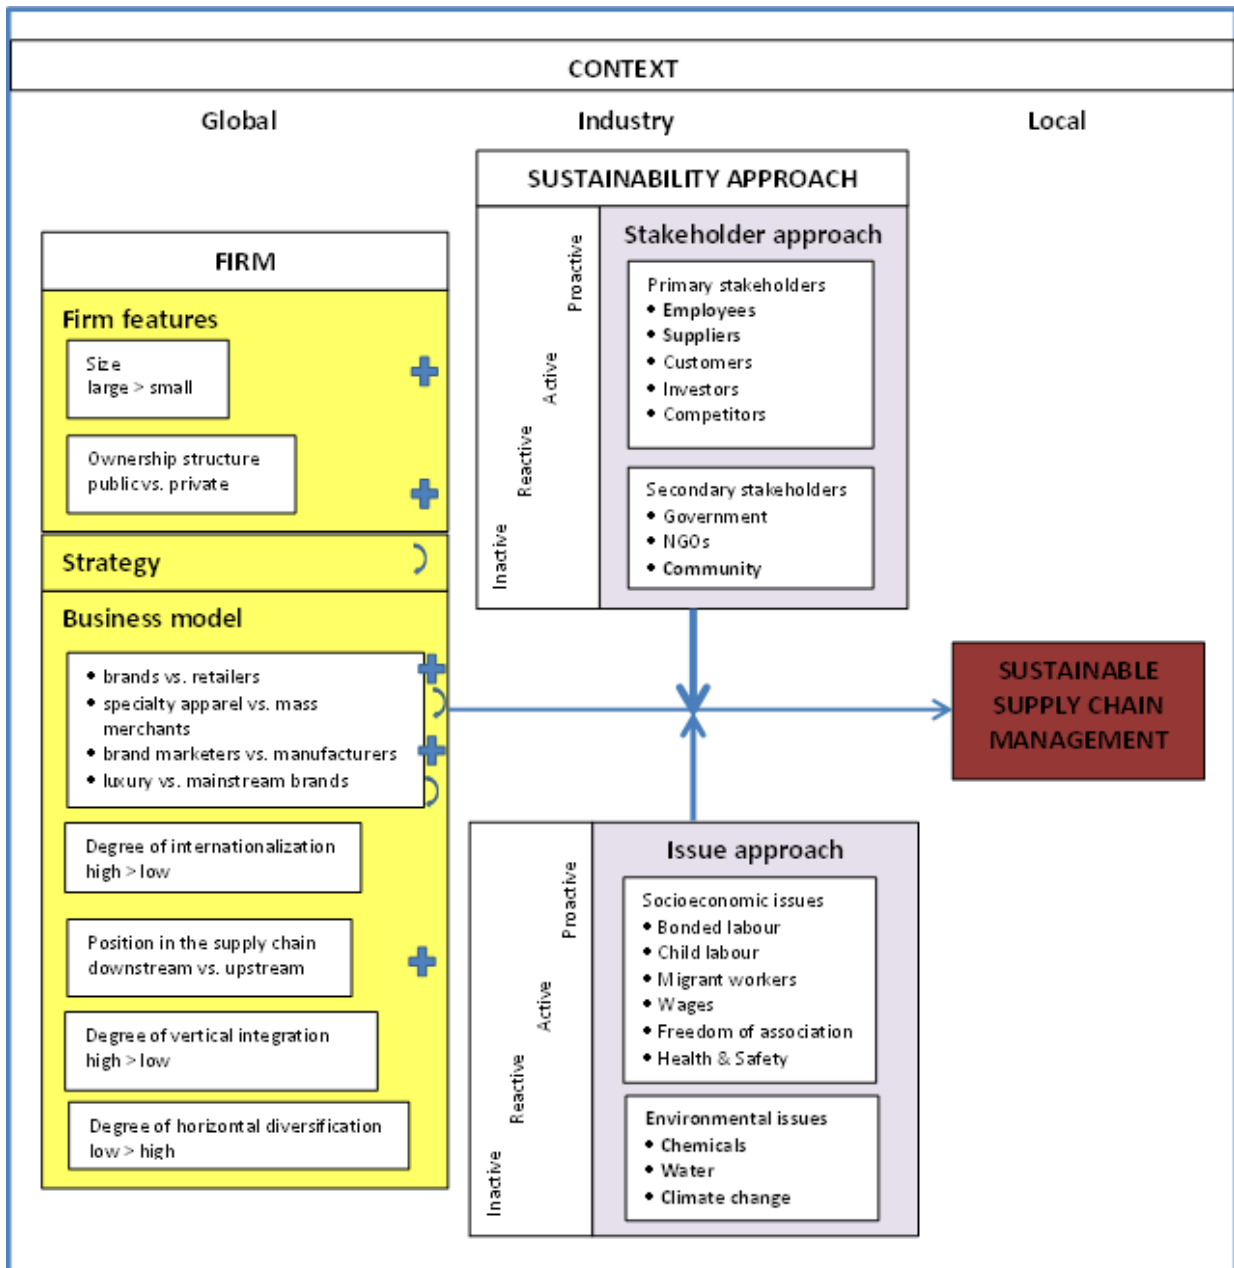 CONTEXT
Global
Industry
Local
SUSTAINABILITY APPROACH
Inactive
Reactive
Active
Proactive
Stakeholder approach
Primary stakeholders
• Employees
• Suppliers
• Customers
• Investors
• Competitors
Secondary stakeholders
• Government
• NGOs
• Community
FIRM
Firm features
Size
large > small
Ownership structure
public vs. private
Strategy
Business model
• brands vs. retailers
• specialty apparel vs. mass
merchants
• brand marketers vs. manufacturers
• luxury vs. mainstream brands
Degree of internationalization
high > low
Position in the supply chain
downstream vs. upstream
Degree of vertical integration
high > low
Degree of horizontal diversification
low > high
SUSTAINABLE
SUPPLY CHAIN
MANAGEMENT
Inactive
Reactive
Active
Proactive
Issue approach
Socioeconomic issues
• Bonded labour
• Child labour
• Migrant workers
• Wages
• Freedom of association
• Health & Safety
Environmental issues
• Chemicals
• Water
• Climate change